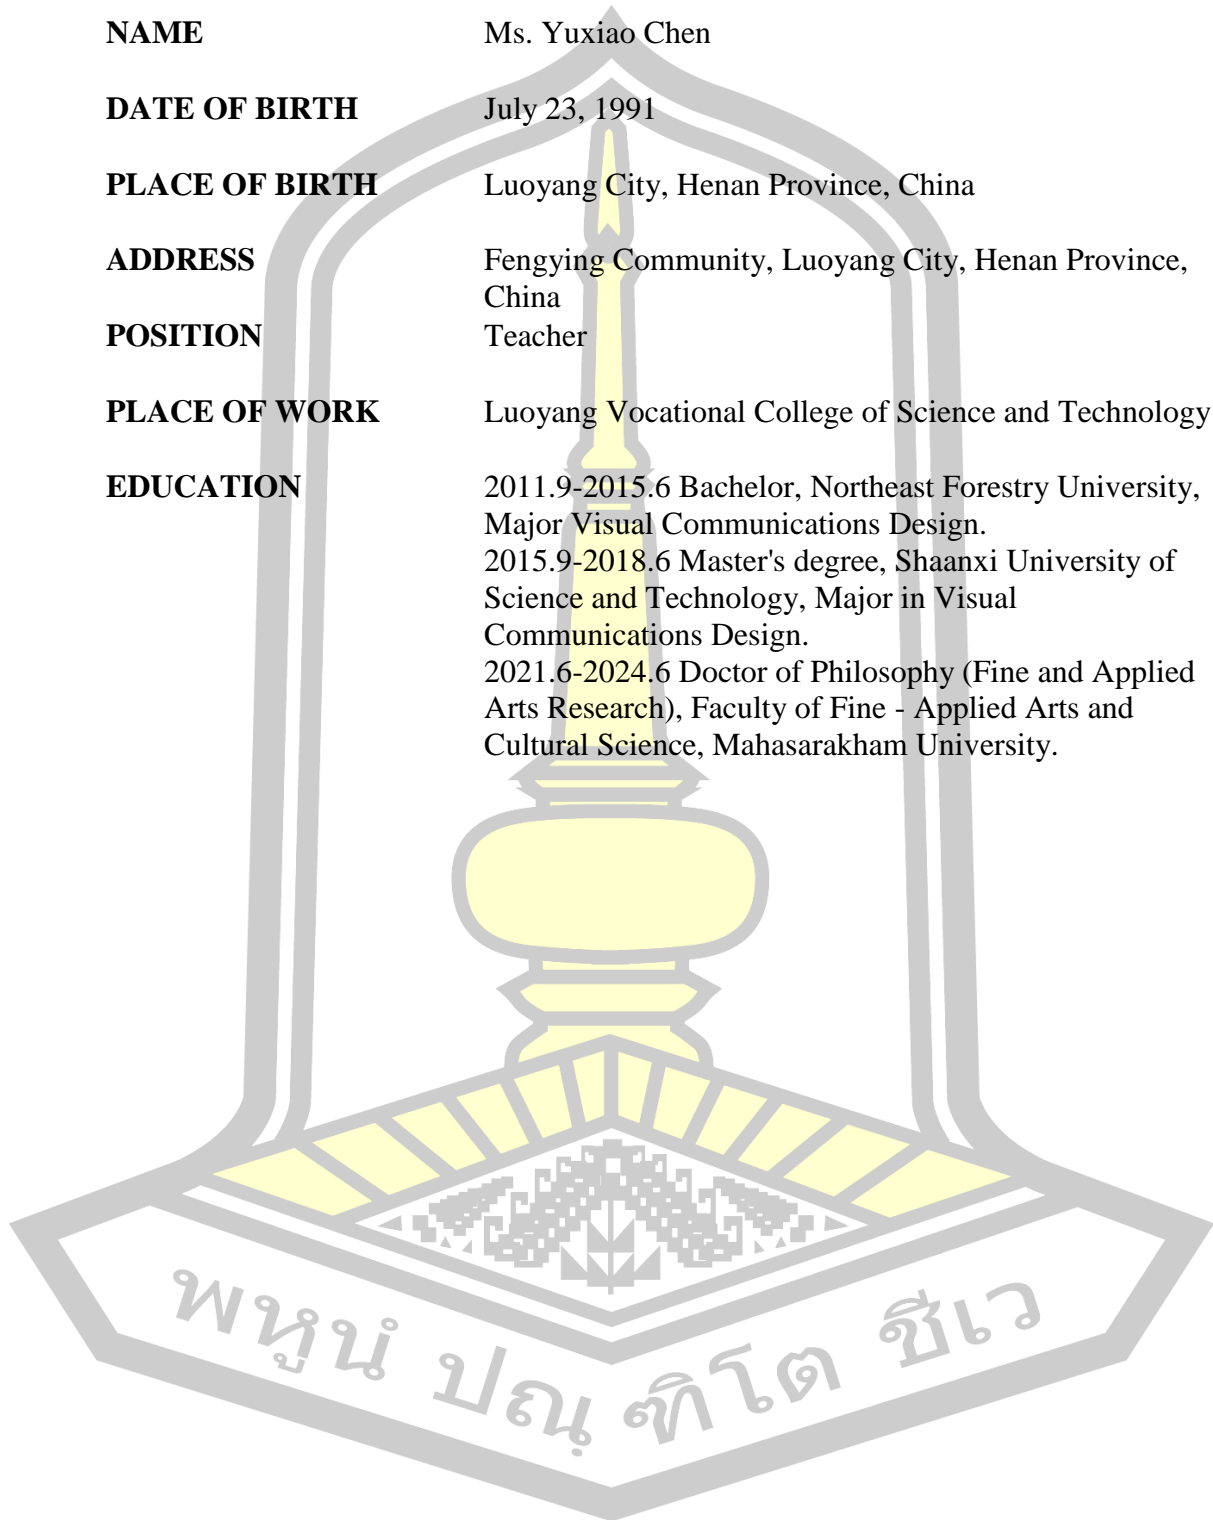 NAME Ms. Yuxiao Chen
DATE OF BIRTH July 23, 1991
PLACE OF BIRTH Luoyang City, Henan Province, China
ADDRESS Fengying Community, Luoyang City, Henan Province,
China
POSITION Teacher
PLACE OF WORK Luoyang Vocational College of Science and Technology
EDUCATION 2011.9-2015.6 Bachelor, Northeast Forestry University,
Major Visual Communications Design.
2015.9-2018.6 Master's degree, Shaanxi University of
Science and Technology, Major in Visual
Communications Design.
2021.6-2024.6 Doctor of Philosophy (Fine and Applied
Arts Research), Faculty of Fine - Applied Arts and
Cultural Science, Mahasarakham University.
พหูนํ ปณฺ ฑิโต ชีเว